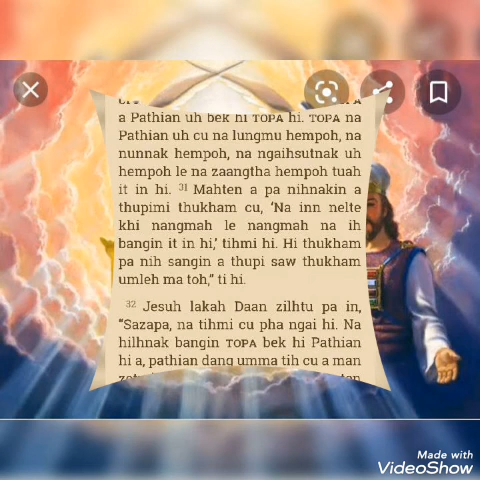 a Pathian uh bek hi TOPA hi. TOPA na
Pathian uh cu na lungmu hempoh, na
nunnak hempoh, na ngaihsutnak uh
hempoh le na zaangtha hempoh tuah
it in hi. 31 Mahten a pa nihnakin a
thupimi thukham cu, ‘Na inn nelte
khi nangmah le nangmah na ih
bangin it in hi,’ tihmi hi. Hi thukham
pa nih sangin a thupi saw thukham
umleh ma toh,” ti hi.
32 Jesuh lakah Daan zilhtu pa in,
“Sazapa, na tihmi cu pha ngai hi. Na
hilhnak bangin TOPA bek hi Pathian
hi a, pathian dang umma tih cu a man
Made with
VideoShow